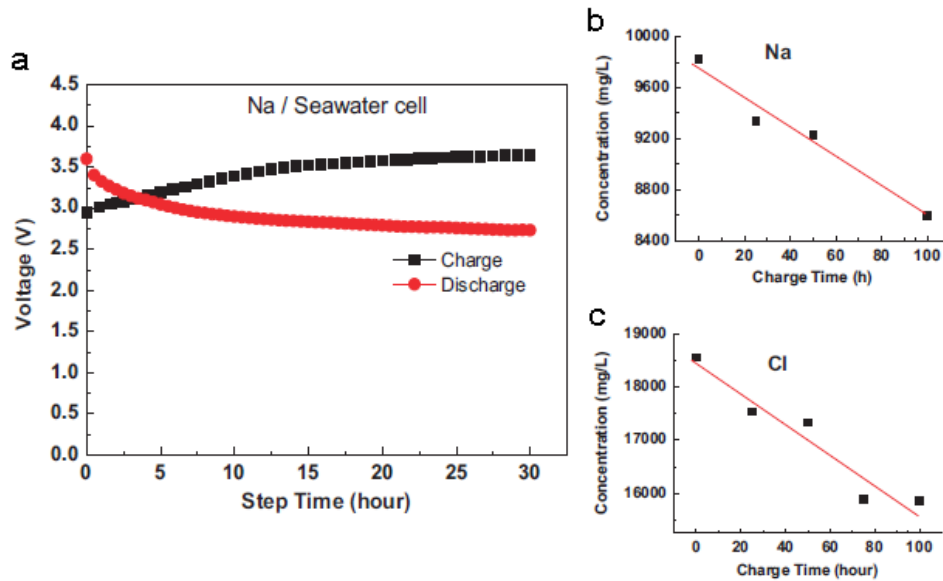 a
Na / Seawater cell
Voltage (V)
4.5
4.0
3.5
3.0
2.5
2.0
1.5
1.0
0.5
0.0
Charge
Discharge
0 5 10 15 20 25 30
Step Time (hour)
b
Na
Concentration (mg/L)
10000
9600
9200
8800
8400
0 20 40 60 80 100
Charge Time (h)
c
Cl
Concentration (mg/L)
19000
18000
17000
16000
0 20 40 60 80 100
Charge Time (hour)